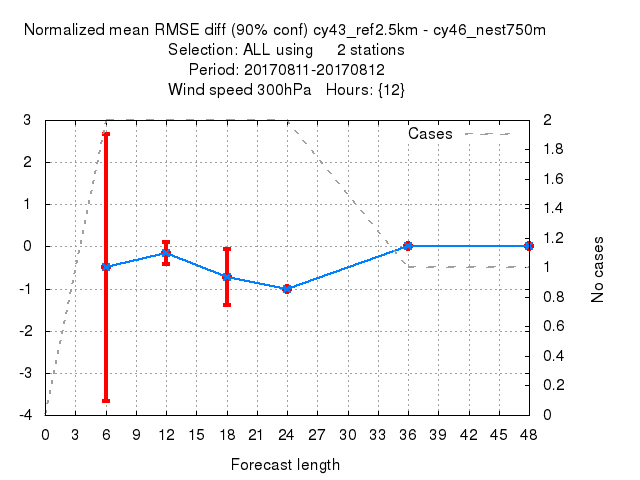 Normalized mean RMSE diff (90% conf) cy43_ref2.5km - cy46_nest750m
Selection: ALL using 2 stations
Period: 20170811-20170812
Wind speed 300hPa Hours: {12}
Cases
3
2
1
0
-1
-2
-3
-4
2
1.8
1.6
1.4
1.2
1
0.8
0.6
0.4
0.2
0
No cases
0 3 6 9 12 15 18 21 24 27 30 33 36 39 42 45 48
Forecast length